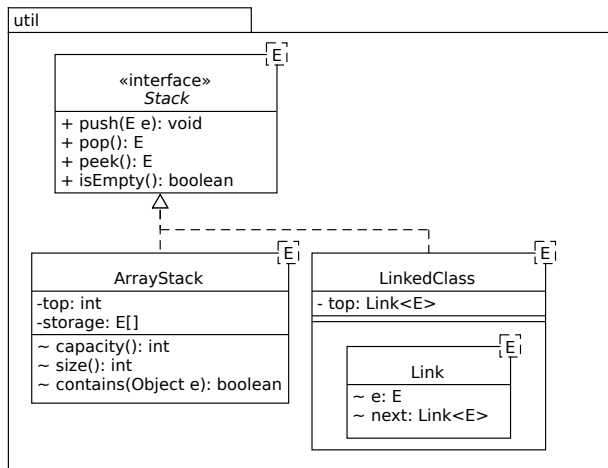 util
E
«interface»
Stack
+ push(E e): void
+ pop(): E
+ peek(): E
+ isEmpty(): boolean
E
ArrayStack
-top: int
-storage: E[]
~ capacity(): int
~ size(): int
~ contains(Object e): boolean
E
LinkedClass
- top: Link<E>
E
Link
~ e: E
~ next: Link<E>